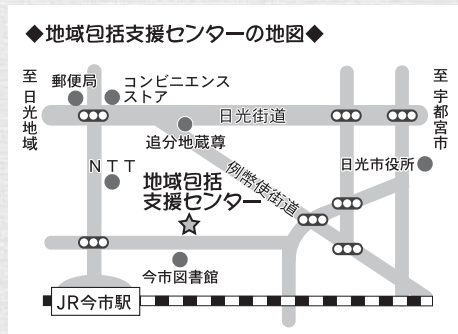 ◆地域包括支援センターの地図◆
至 日光地域
郵便局
コンビニエンス
ストア
日光街道
至 宇都宮市
追分地蔵尊
日光市役所
NTT
地域包括
支援センター
例幣使街道
今市図書館
JR今市駅